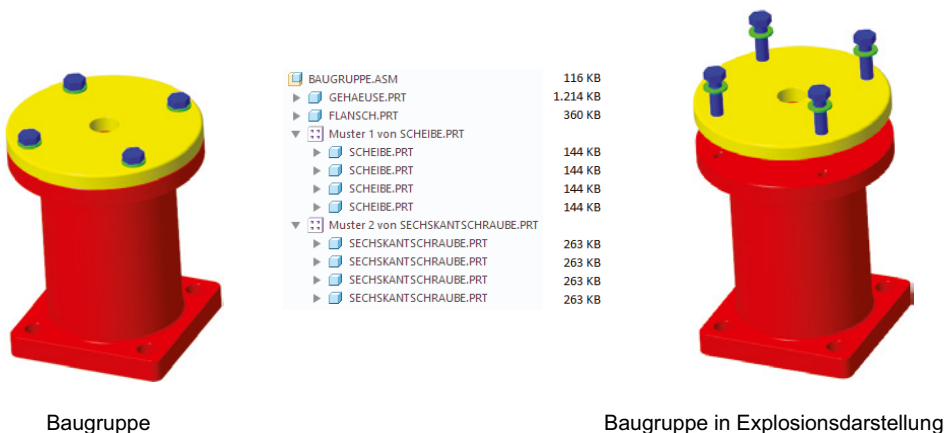 BAUGRUPPE.ASM 116 KB
GEHAEUSE.PRT 1.214 KB
FLANSCH.PRT 360 KB
Muster 1 von SCHEIBE.PRT
SCHEIBE.PRT 144 KB
SCHEIBE.PRT 144 KB
SCHEIBE.PRT 144 KB
SCHEIBE.PRT 144 KB
Muster 2 von SECHSKANTSCHRAUBE.PRT
SECHSKANTSCHRAUBE.PRT 263 KB
SECHSKANTSCHRAUBE.PRT 263 KB
SECHSKANTSCHRAUBE.PRT 263 KB
SECHSKANTSCHRAUBE.PRT 263 KB
Baugruppe
Baugruppe in Explosionsdarstellung